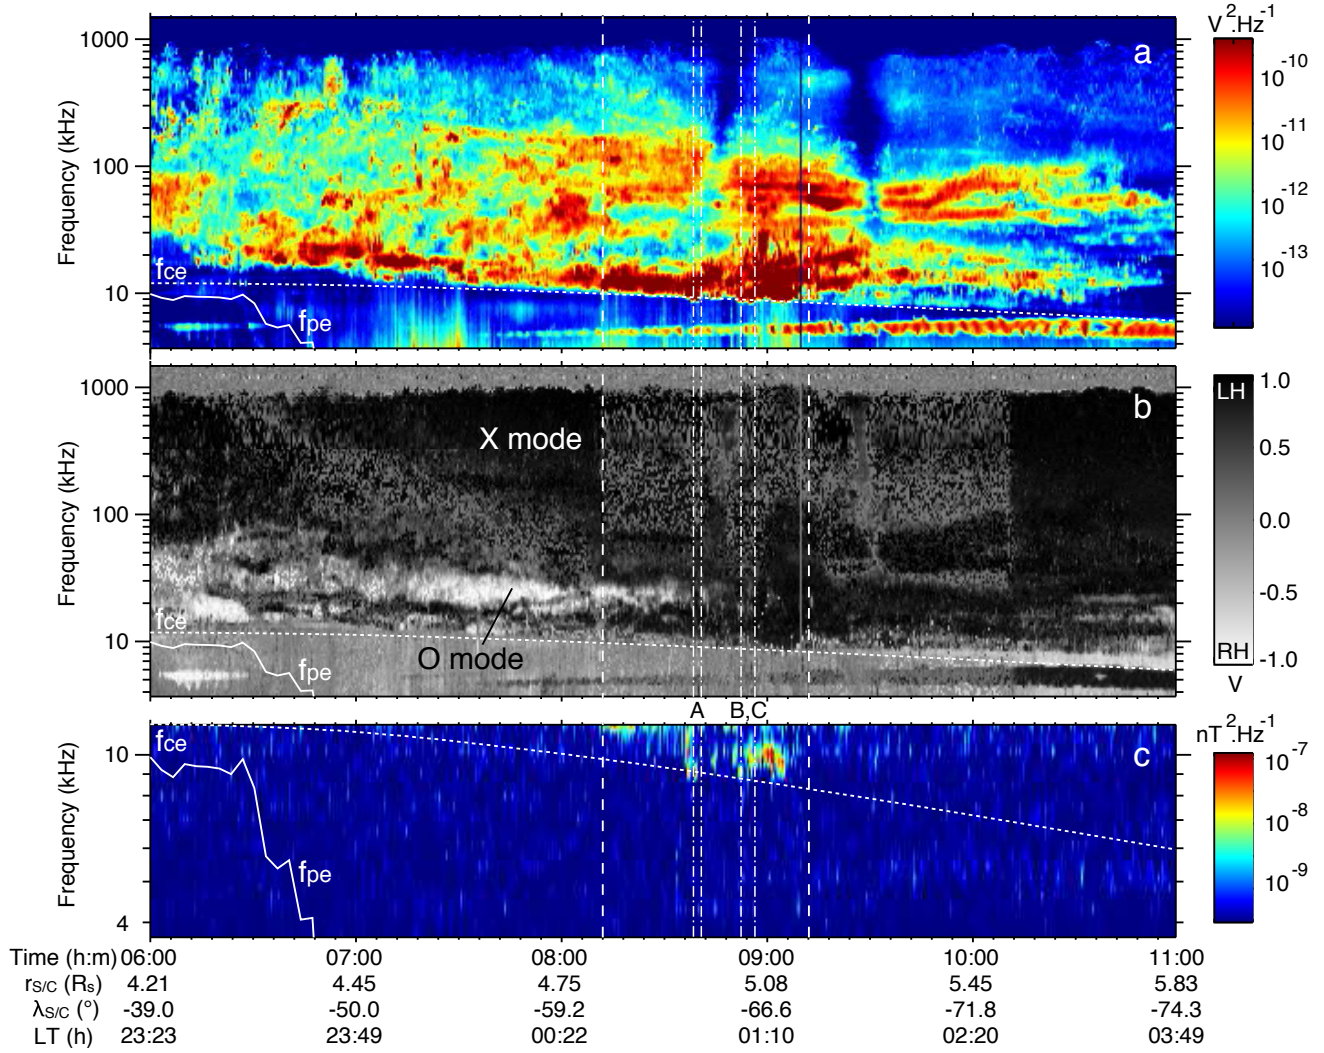 V².Hz⁻¹
a
1000
100
10
Frequency (kHz)
fce
fpe
10⁻¹⁰
10⁻¹¹
10⁻¹²
10⁻¹³
b
1000
100
10
Frequency (kHz)
X mode
O mode
fce
fpe
LH
1.0
0.5
0.0
-0.5
-1.0
RH
V
A
B,C
c
10
4
Frequency (kHz)
fce
fpe
nT².Hz⁻¹
10⁻⁷
10⁻⁸
10⁻⁹
Time (h:m) 06:00 07:00 08:00 09:00 10:00 11:00
rS/C (Rs) 4.21 4.45 4.75 5.08 5.45 5.83
λS/C (°) -39.0 -50.0 -59.2 -66.6 -71.8 -74.3
LT (h) 23:23 23:49 00:22 01:10 02:20 03:49